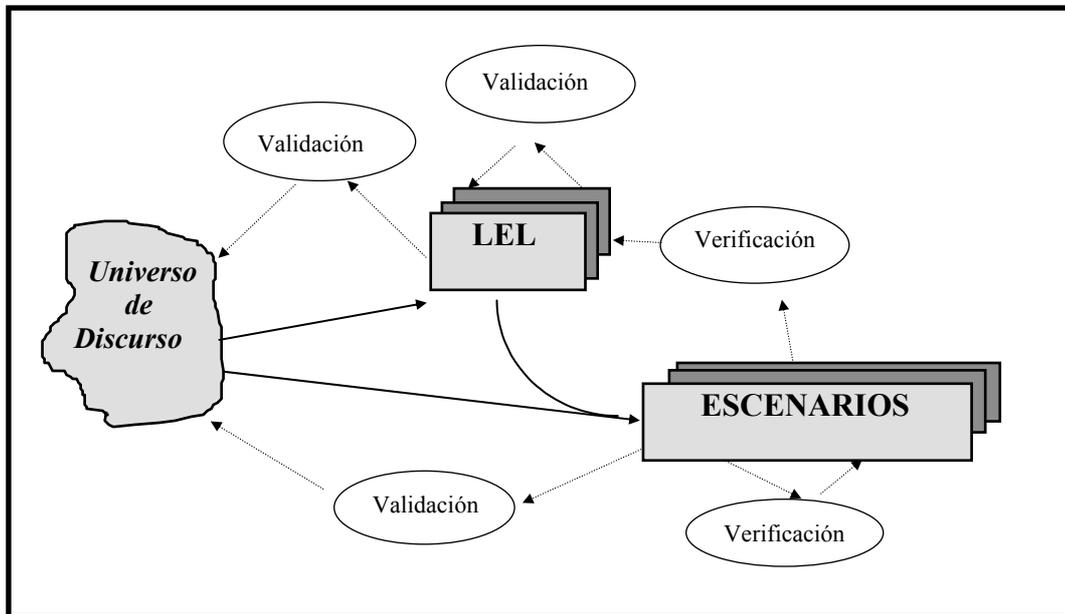 Validación
Validación
LEL
Verificación
Universo
de
Discurso
ESCENARIOS
Validación
Verificación